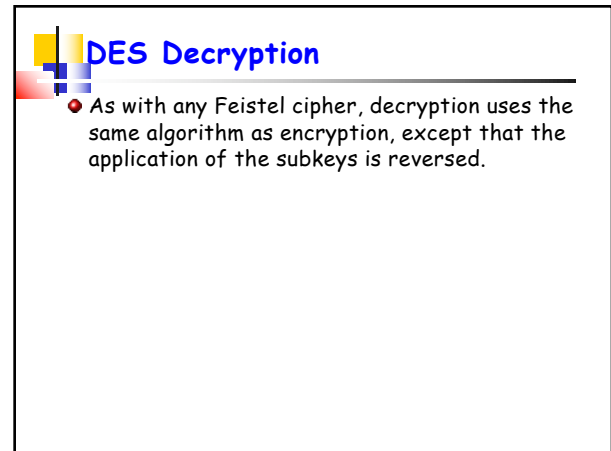 DES Decryption
As with any Feistel cipher, decryption uses the
same algorithm as encryption, except that the
application of the subkeys is reversed.